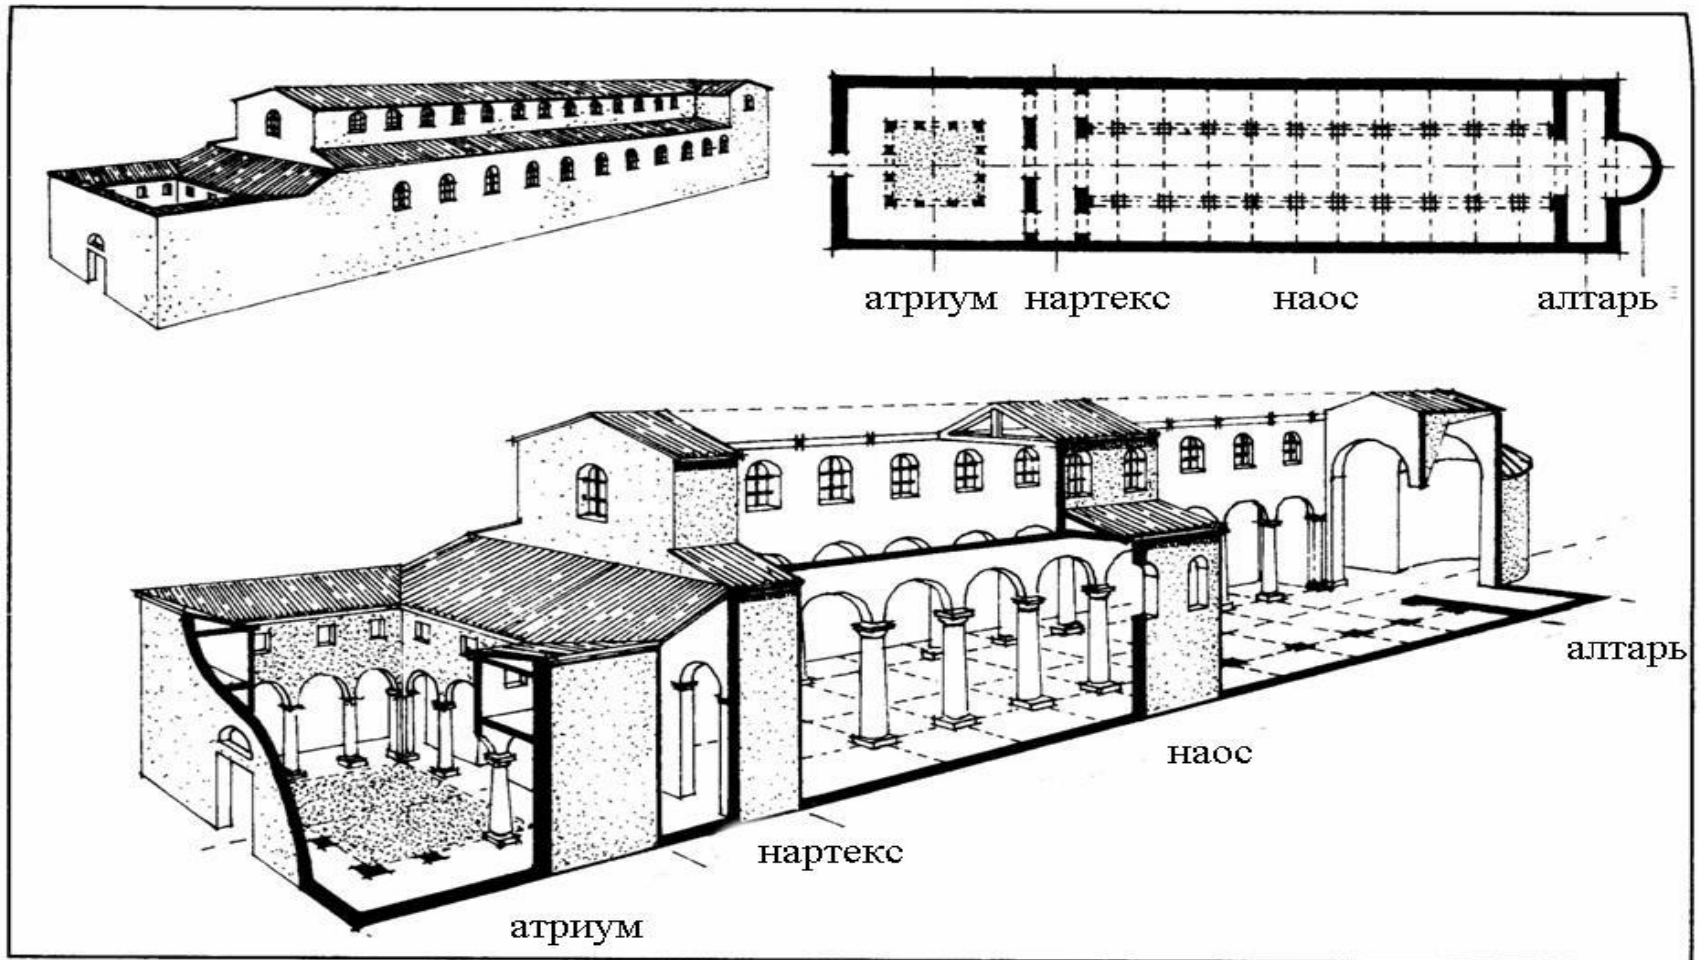 атриум нартекс наос алтарь
алтарь
наос
нартекс
атриум